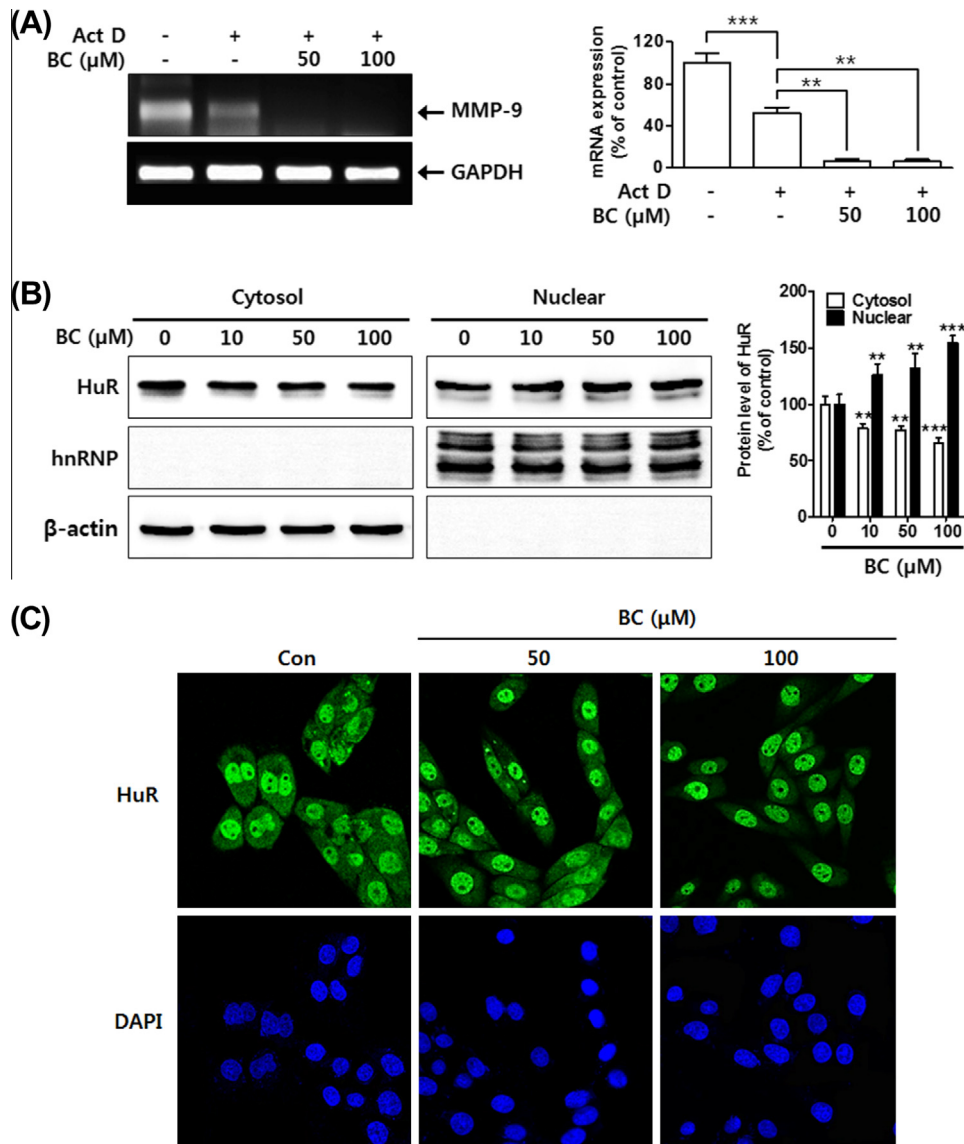 (A)
Act D - + + +
BC (µM) - - 50 100
MMP-9
GAPDH
mRNA expression
(% of control)
120
80
40
0
***
**
**
Act D - + + +
BC (µM) - - 50 100
(B)
Cytosol Nuclear
BC (µM) 0 10 50 100 0 10 50 100
HuR
hnRNP
β-actin
Protein level of HuR
(% of control)
200
150
100
50
0
Cytosol
Nuclear
** ** ***
** ** ***
0 10 50 100
BC (µM)
(C)
BC (µM)
Con 50 100
HuR
DAPI